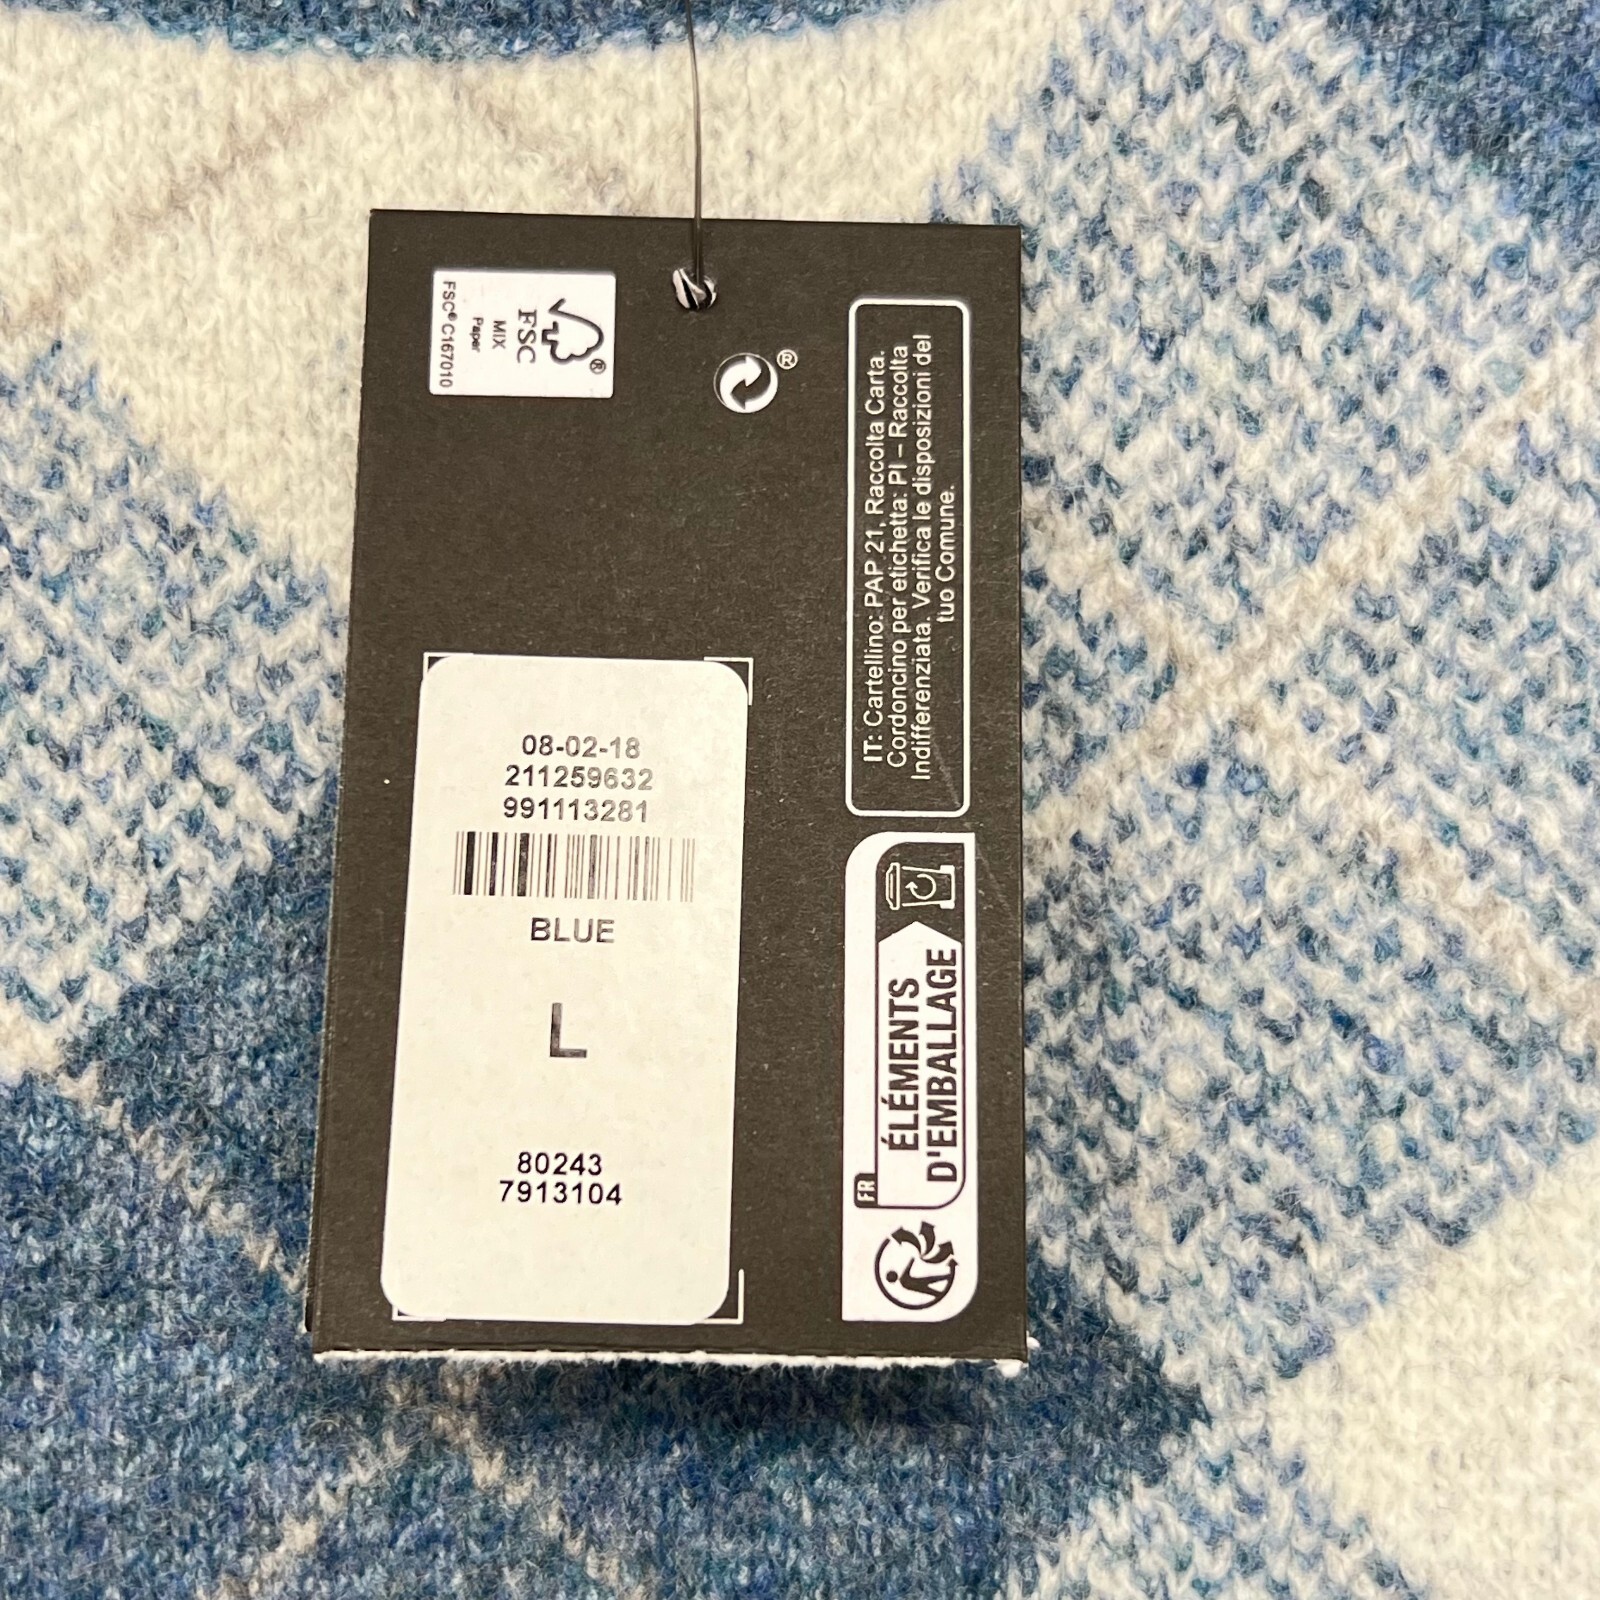 FSC®
MIX
Paper
FSC® C167010
®
IT: Cartellino: PAP 21, Raccolta Carta.
Cordoncino per etichetta: PI – Raccolta
Indifferenziata. Verifica le disposizioni del
tuo Comune.
08-02-18
211259632
991113281
BLUE
L
80243
7913104
FR
ÉLÉMENTS
D'EMBALLAGE